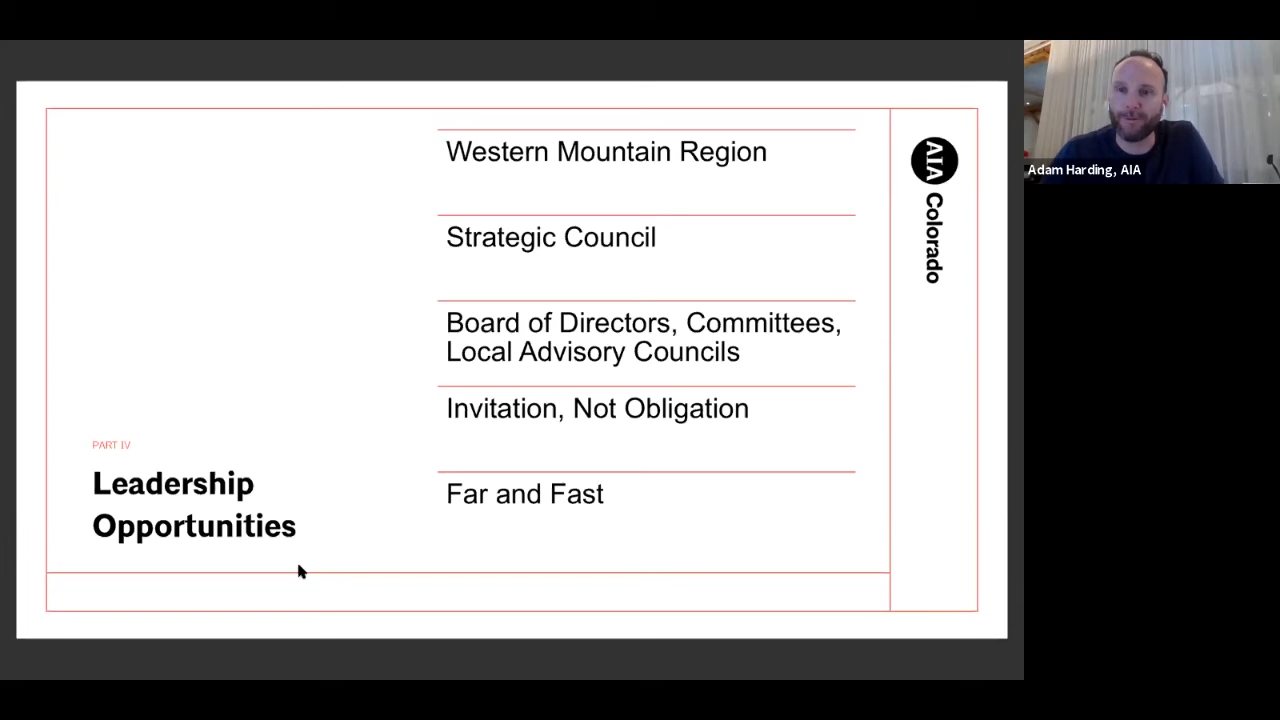 PART IV
Leadership
Opportunities
Western Mountain Region
Strategic Council
Board of Directors, Committees,
Local Advisory Councils
Invitation, Not Obligation
Far and Fast
AIA Colorado
Adam Harding, AIA